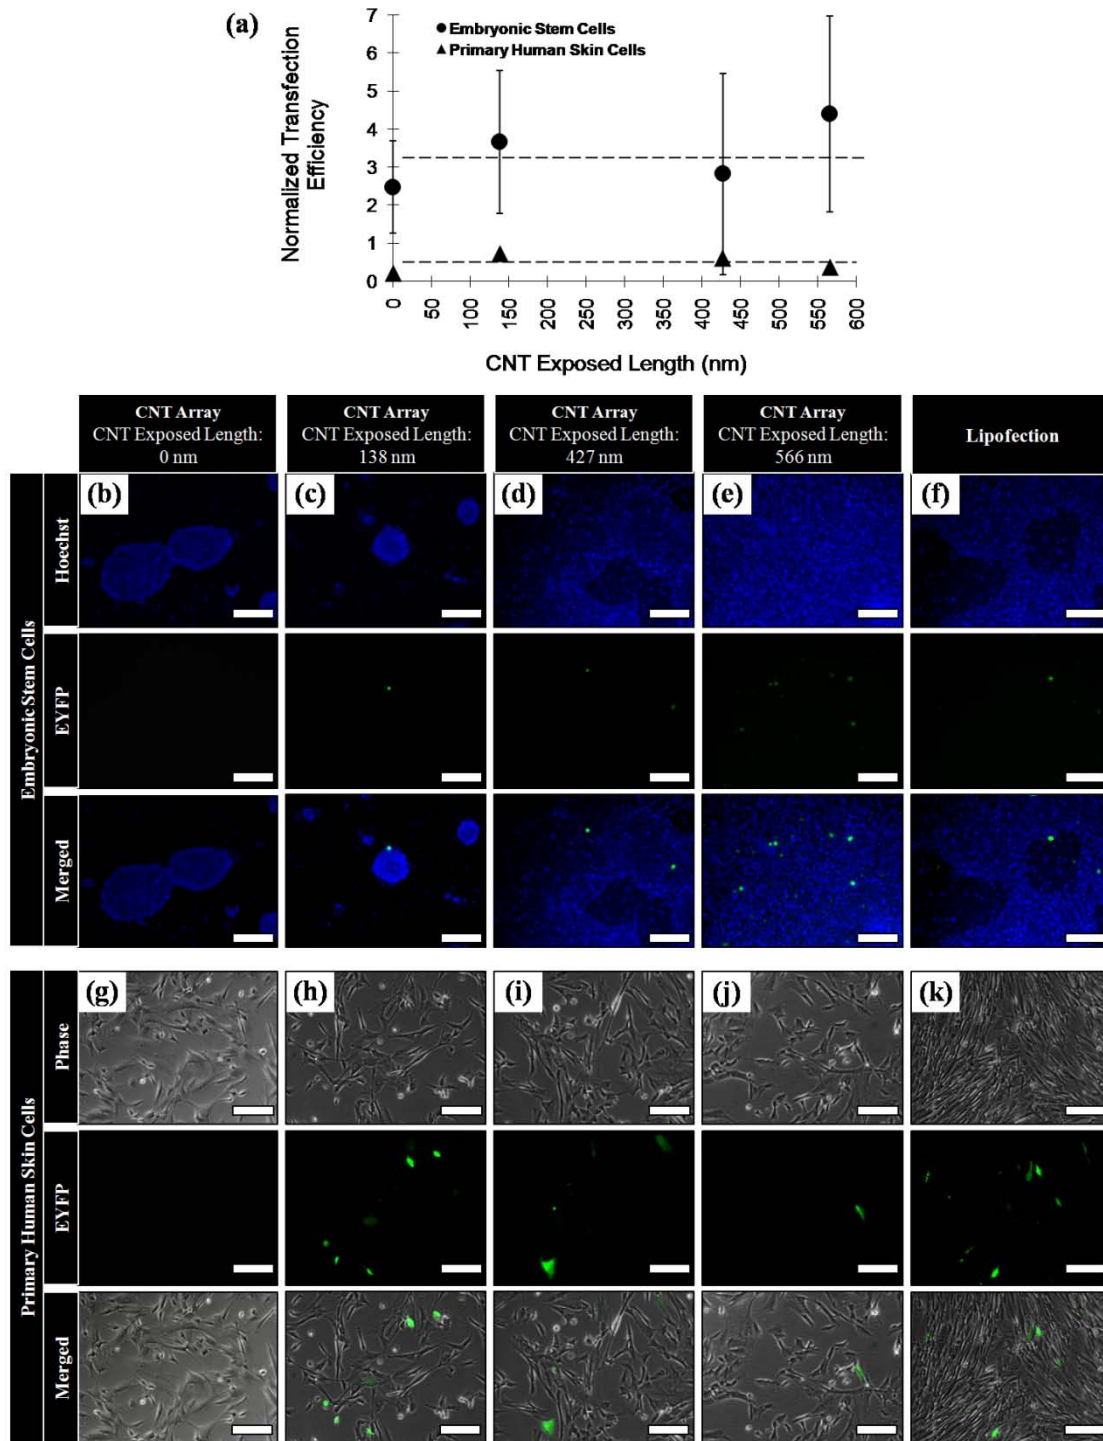 (a)
7
6
5
4
3
2
1
0
Normalized Transfection
Efficiency
Embryonic Stem Cells
Primary Human Skin Cells
0
50
100
150
200
250
300
350
400
450
500
550
600
CNT Exposed Length (nm)
CNT Array
CNT Exposed Length:
0 nm
CNT Array
CNT Exposed Length:
138 nm
CNT Array
CNT Exposed Length:
427 nm
CNT Array
CNT Exposed Length:
566 nm
Lipofection
Embryonic Stem Cells
Hoechst
(b)
(c)
(d)
(e)
(f)
EYFP
Merged
Primary Human Skin Cells
Phase
(g)
(h)
(i)
(j)
(k)
EYFP
Merged